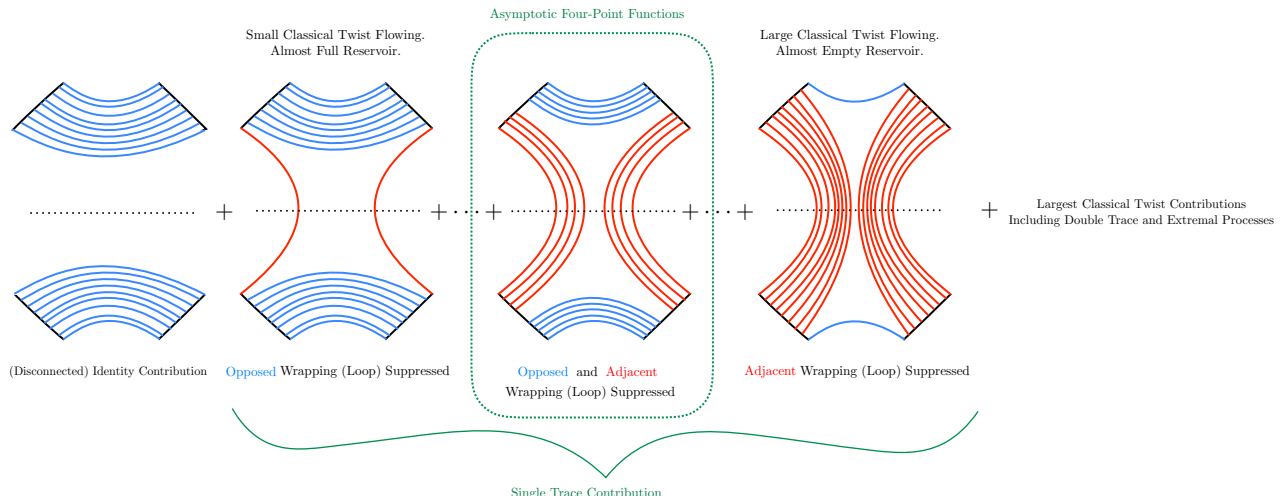 Asymptotic Four-Point Functions
Small Classical Twist Flowing.
Almost Full Reservoir.
Large Classical Twist Flowing.
Almost Empty Reservoir.
+
+ ... +
+ ... +
+
Largest Classical Twist Contributions
Including Double Trace and Extremal Processes
(Disconnected) Identity Contribution
Opposed Wrapping (Loop) Suppressed
Opposed and Adjacent
Wrapping (Loop) Suppressed
Adjacent Wrapping (Loop) Suppressed
Single Trace Contribution